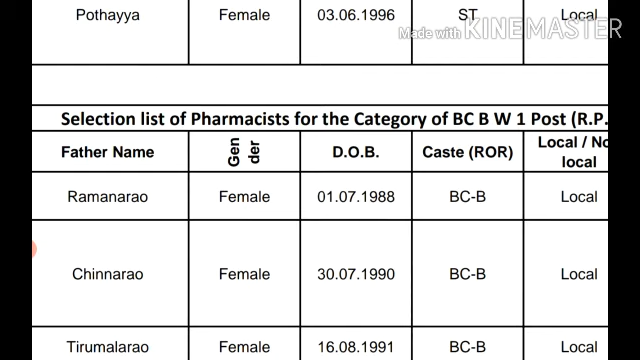 Pothayya Female 03.06.1996 ST Local
Made with KINEMASTER
Selection list of Pharmacists for the Category of BC B W 1 Post (R.P.
Father Name Gen der D.O.B. Caste (ROR) Local / No local
Ramanarao Female 01.07.1988 BC-B Local
Chinnarao Female 30.07.1990 BC-B Local
Tirumalarao Female 16.08.1991 BC-B Local